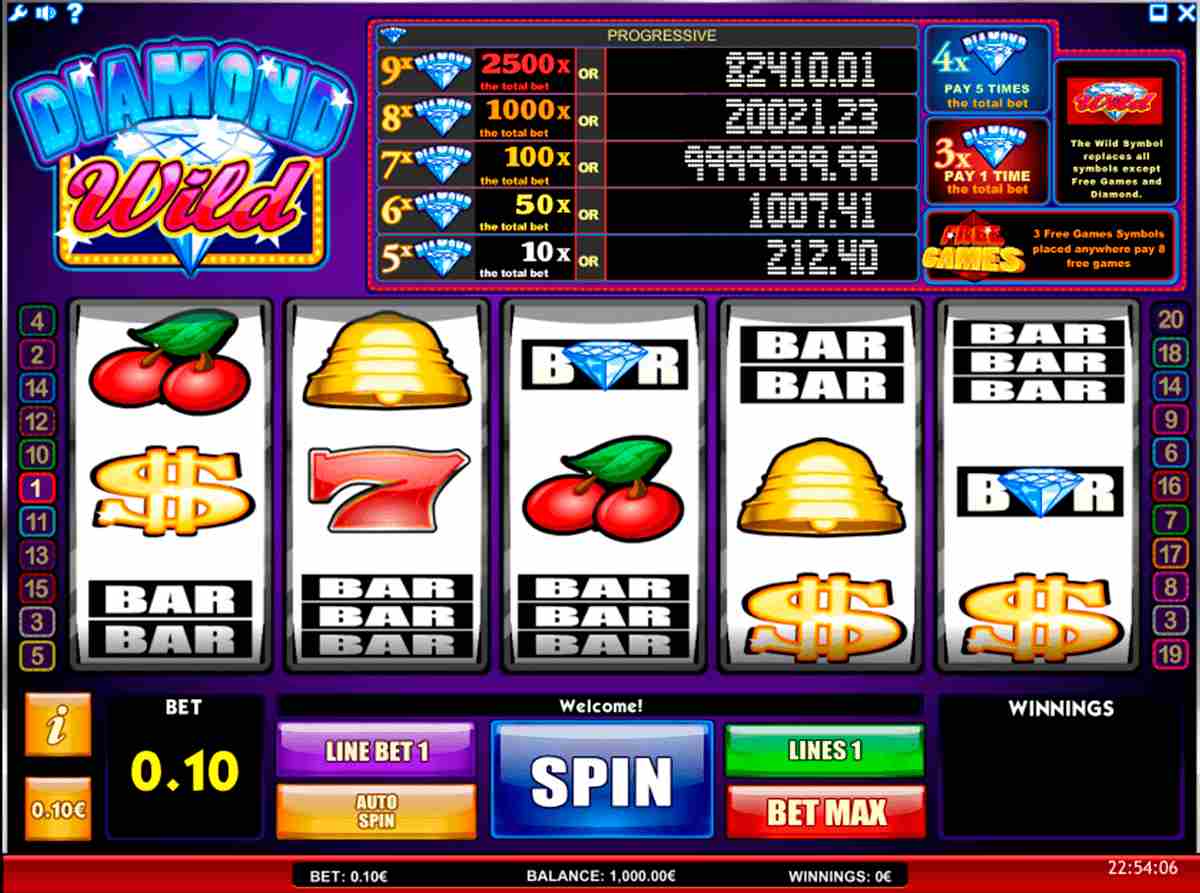 ?
DIAMOND
Wild
PROGRESSIVE
9x DIAMOND 2500x the total bet OR 82410.01
8x DIAMOND 1000x the total bet OR 20021.23
7x DIAMOND 100x the total bet OR 9999999.99
6x DIAMOND 50x the total bet OR 1007.41
5x DIAMOND 10x the total bet OR 212.40
4x DIAMOND
PAY 5 TIMES
the total bet
3x DIAMOND
PAY 1 TIME
the total bet
Wild
The Wild Symbol
replaces all
symbols except
Free Games and
Diamond.
FREE
GAMES
3 Free Games Symbols
placed anywhere pay 8
free games
4
2
14
12
10
1
11
13
15
3
5
BAR
BAR BAR
BAR BAR BAR
$
7
BAR
BAR BAR
BAR BAR BAR
BAR BAR BAR
$
$
20
18
14
9
6
16
7
17
8
3
19
i
0.10€
BET
0.10
Welcome!
LINE BET 1
AUTO
SPIN
SPIN
LINES 1
BET MAX
WINNINGS
BET: 0.10€
BALANCE: 1,000.00€
WINNINGS: 0€
22:54:06